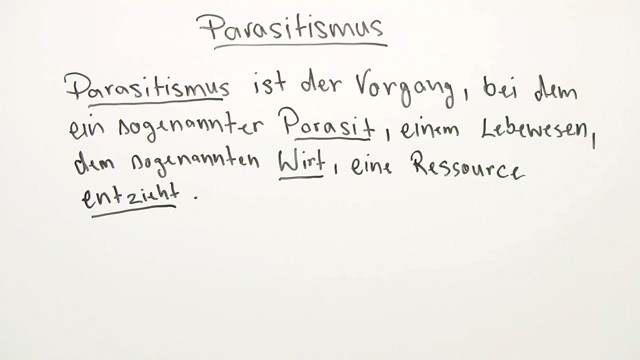 Parasitismus
Parasitismus ist der Vorgang, bei dem
ein sogenannter Parasit, einem Lebewesen,
dem sogenannten Wirt, eine Ressource
entzieht.